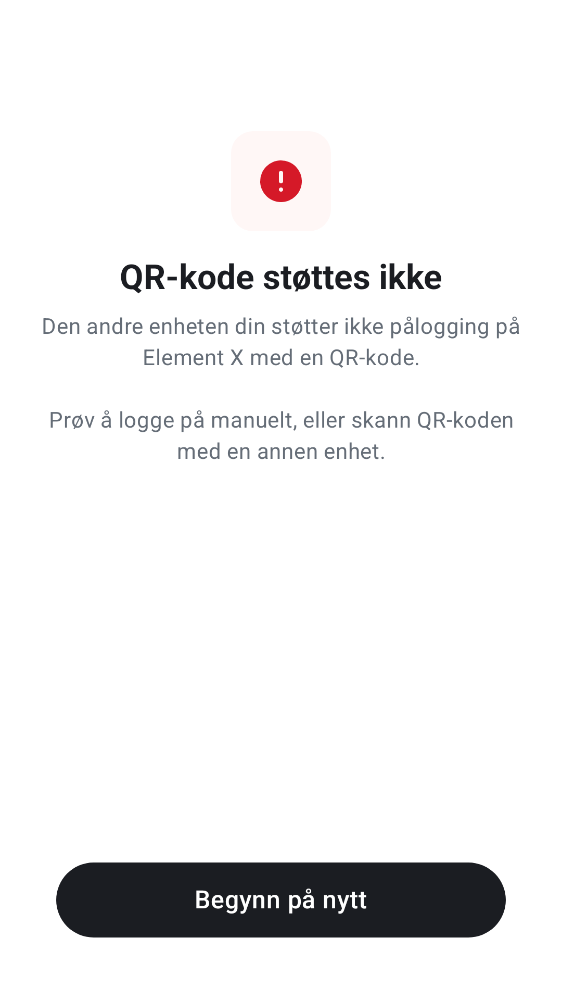 QR-kode støttes ikke
Den andre enheten din støtter ikke pålogging på
Element X med en QR-kode.
Prøv å logge på manuelt, eller skann QR-koden
med en annen enhet.
Begynn på nytt